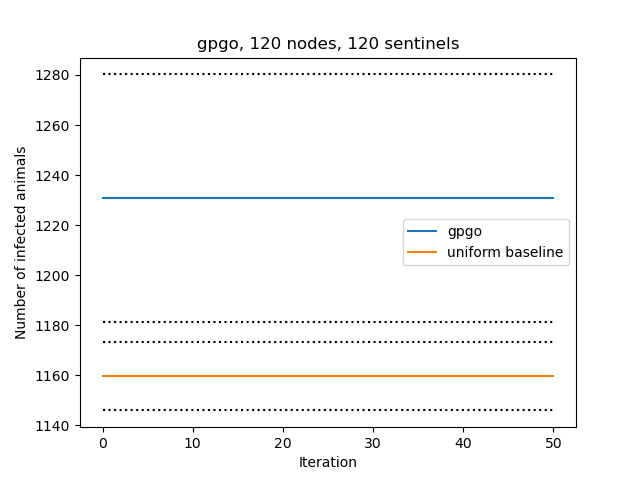 gpgo, 120 nodes, 120 sentinels
1280
1260
1240
1220
1200
1180
1160
1140
Number of infected animals
gpgo
uniform baseline
0 10 20 30 40 50
Iteration